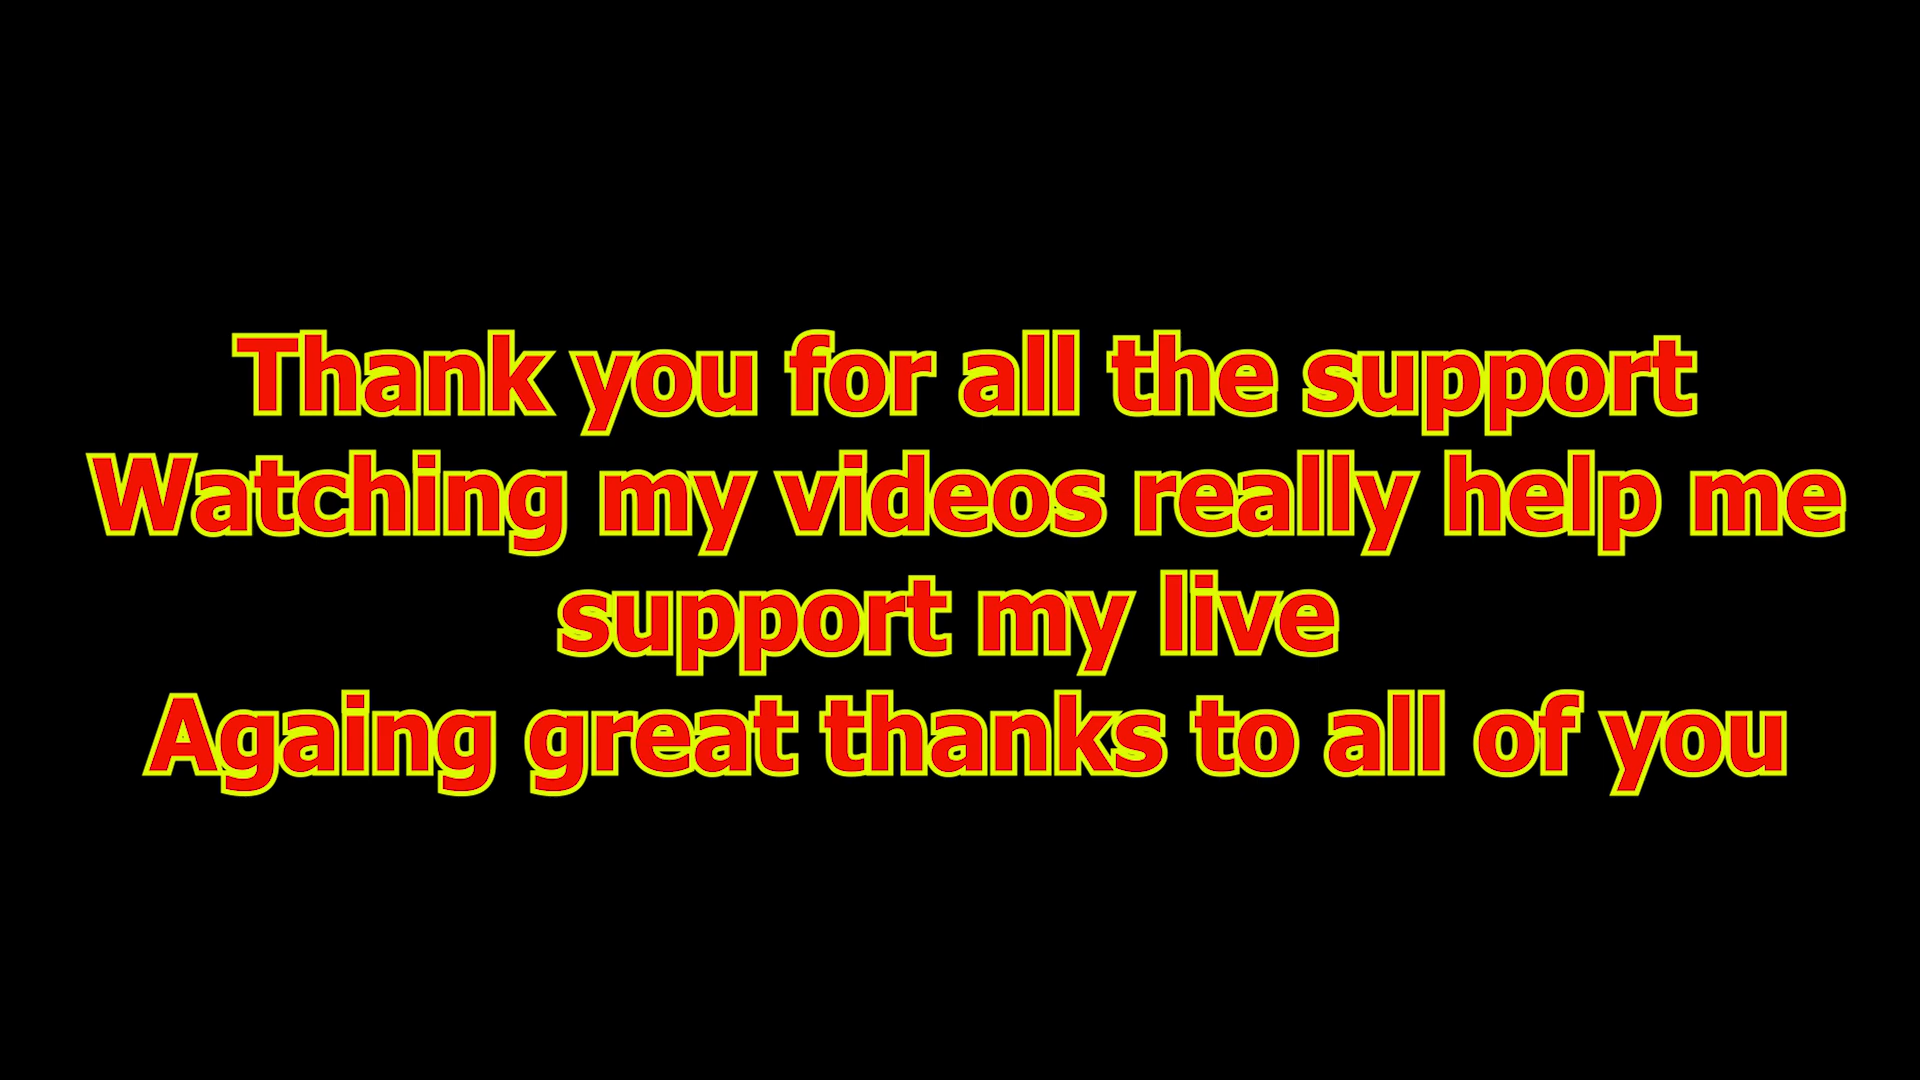 Thank you for all the support
Watching my videos really help me
support my live
Againg great thanks to all of you